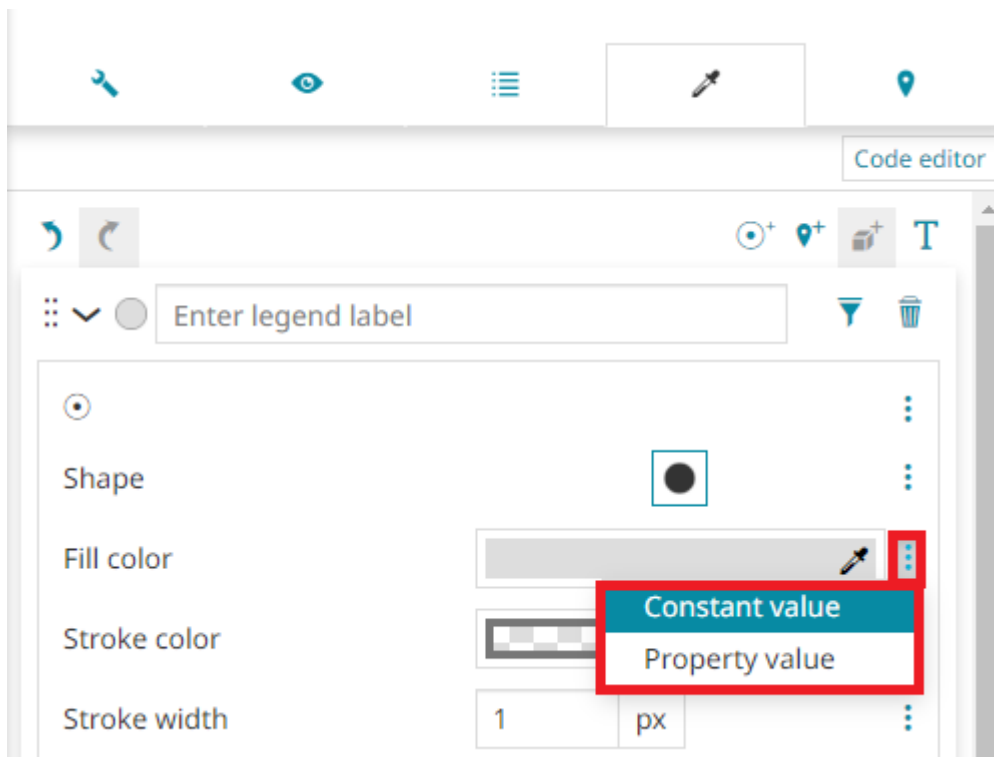 Code editor
T
Enter legend label
Shape
Fill color
Constant value
Stroke color
Property value
Stroke width
1
px